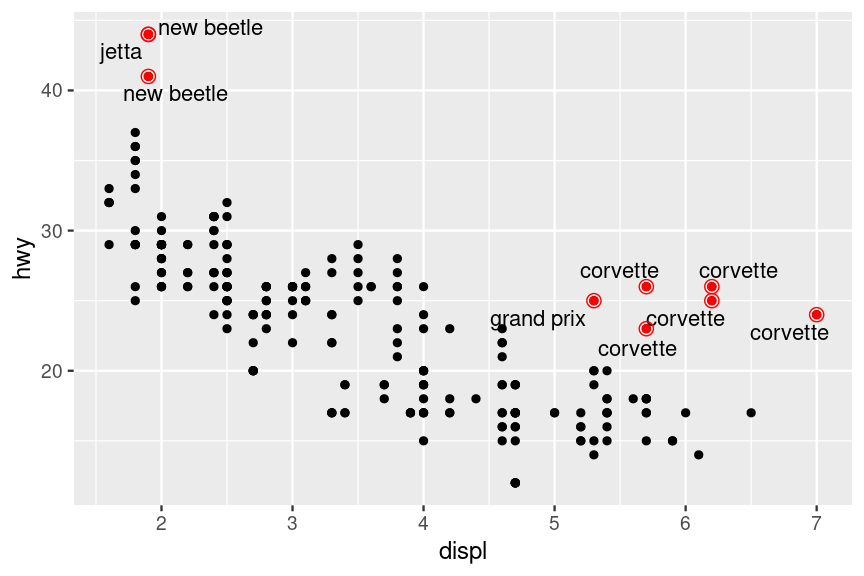 new beetle
jetta
new beetle
40
30
20
hwy
corvette
corvette
grand prix
corvette
corvette
corvette
2
3
4
5
6
7
displ